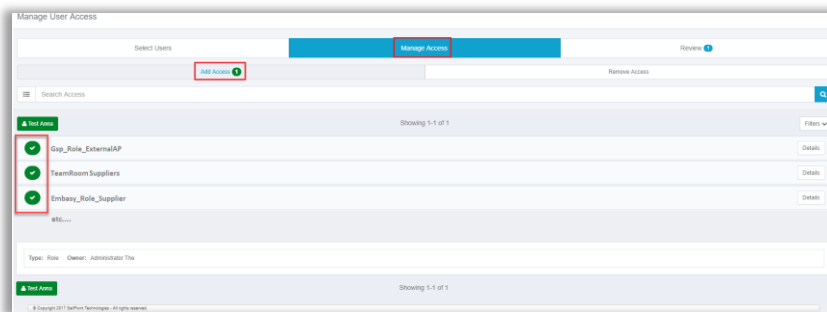 Manage User Access
Select Users
Manage Access
Review 1
Add Access 1
Remove Access
Search Access
Test Area
Showing 1-1 of 1
Filters
Gsp_Role_ExternalAP
Details
TeamRoom Suppliers
Details
Embasy_Role_Supplier
Details
etc....
Type: Role Owner: Administrator The
Test Area
Showing 1-1 of 1
© Copyright 2017 SailPoint Technologies - All rights reserved.